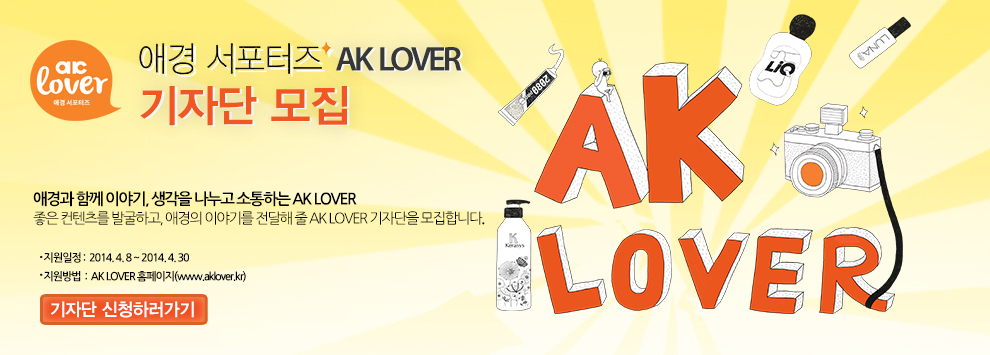 ak
lover
애경 서포터즈
애경 서포터즈 AK LOVER
기자단 모집
애경과 함께 이야기, 생각을 나누고 소통하는 AK LOVER
좋은 컨텐츠를 발굴하고, 애경의 이야기를 전달해 줄 AK LOVER 기자단을 모집합니다.
·지원일정 : 2014. 4. 8 ~ 2014. 4. 30
·지원방법 : AK LOVER 홈페이지(www.aklover.kr)
기자단 신청하러가기
2080
LiQ
LUNA
AK
K
Kerasys
LOVER